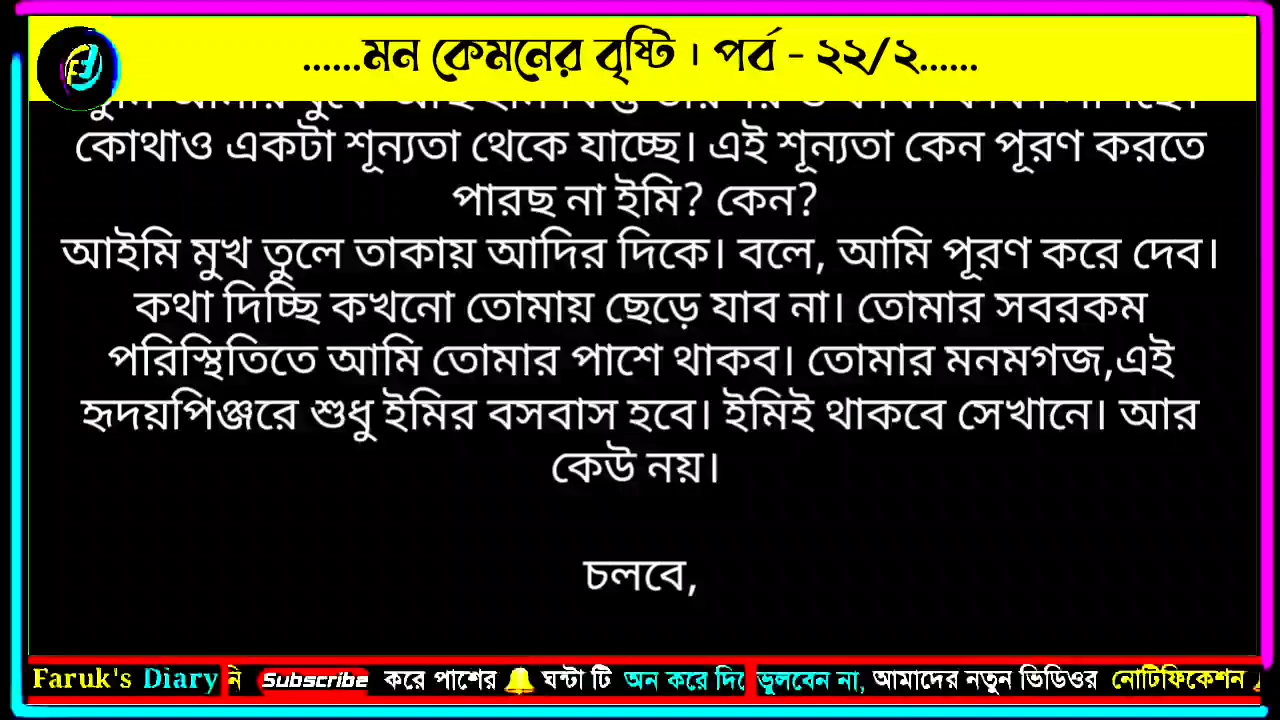 ......মন কেমনের বৃষ্টি । পর্ব - ২২/২......
কোথাও একটা শূন্যতা থেকে যাচ্ছে। এই শূন্যতা কেন পূরণ করতে
পারছ না ইমি? কেন?
আইমি মুখ তুলে তাকায় আদির দিকে। বলে, আমি পূরণ করে দেব।
কথা দিচ্ছি কখনো তোমায় ছেড়ে যাব না। তোমার সবরকম
পরিস্থিতিতে আমি তোমার পাশে থাকব। তোমার মনমগজ,এই
হৃদয়পিঞ্জরে শুধু ইমির বসবাস হবে। ইমিই থাকবে সেখানে। আর
কেউ নয়।
চলবে,
Faruk's Diary নি Subscribe করে পাশের 🔔 ঘন্টা টি অন করে দিে ভুলবেন না, আমাদের নতুন ভিডিওর নোটিফিকেশন